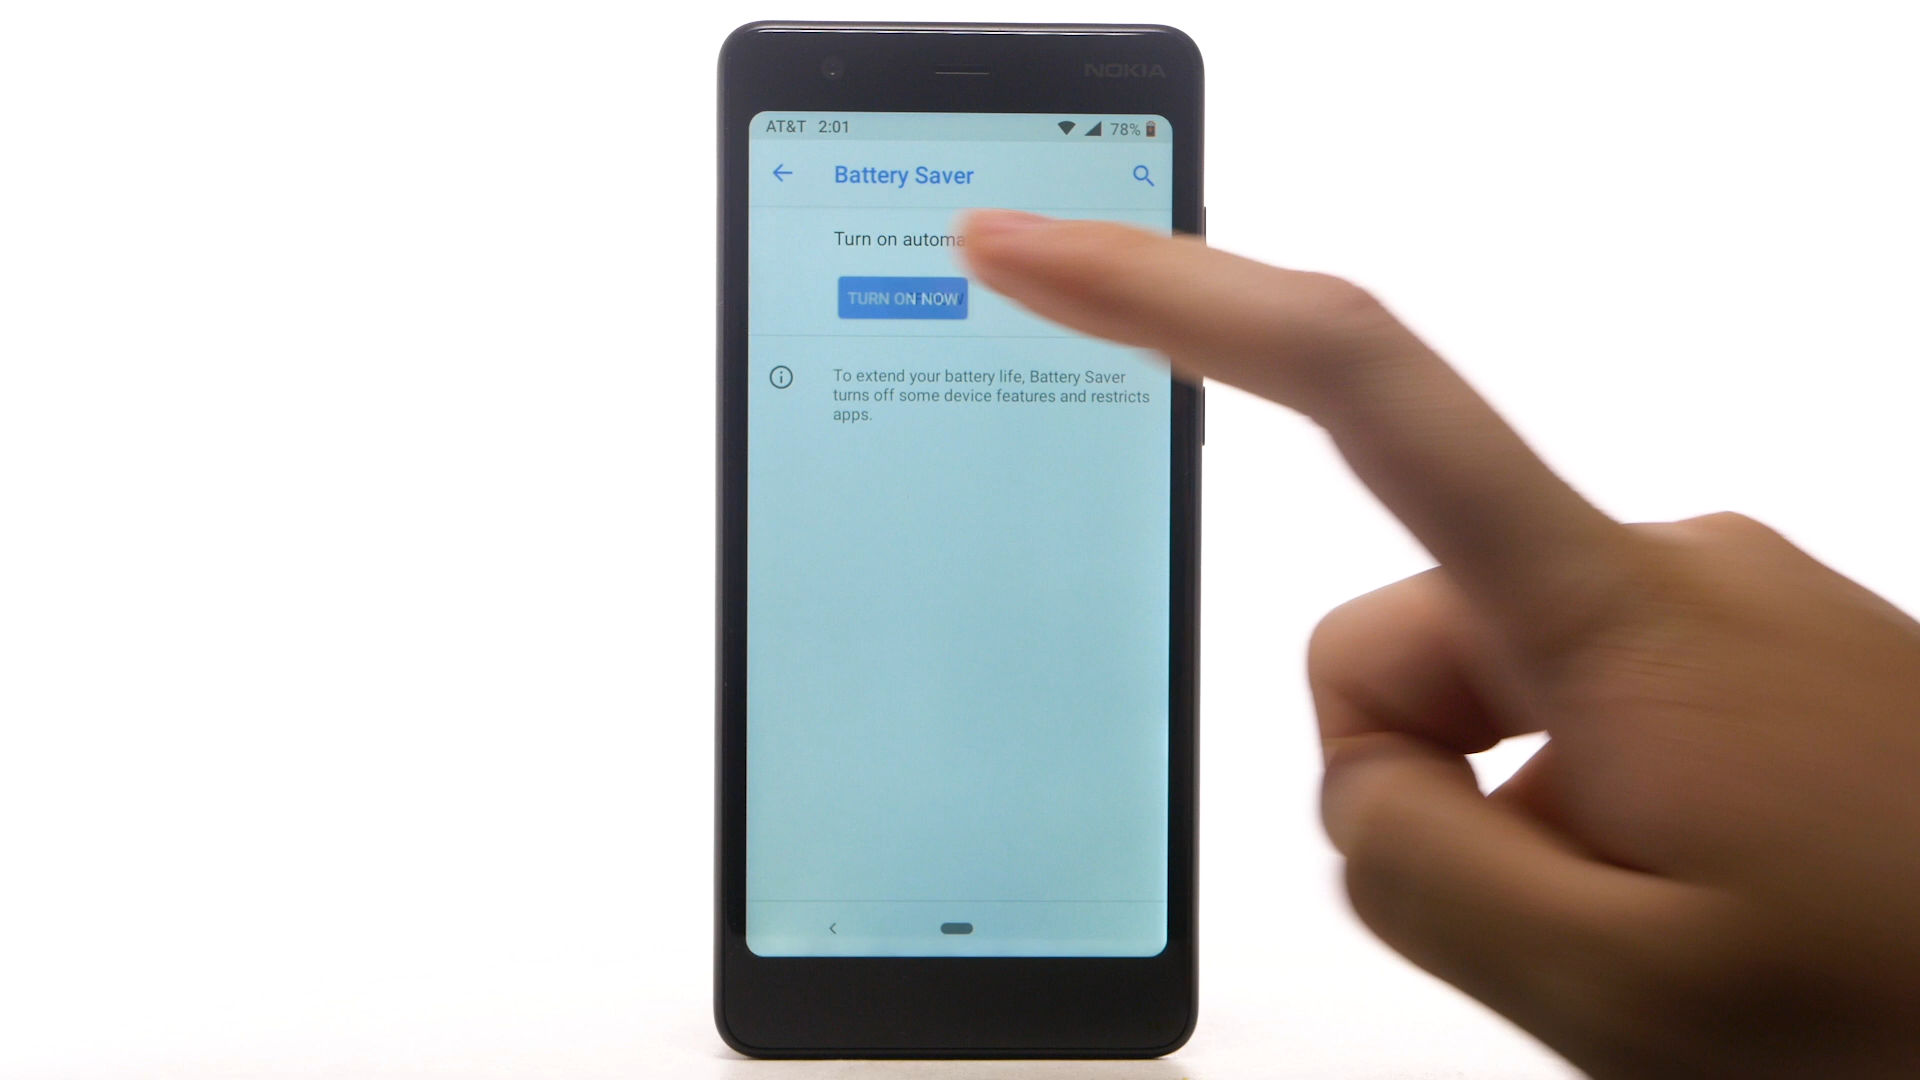 NOKIA
AT&T 2:01 78%
Battery Saver
Turn on automa
TURN ON NOW
To extend your battery life, Battery Saver
turns off some device features and restricts
apps.